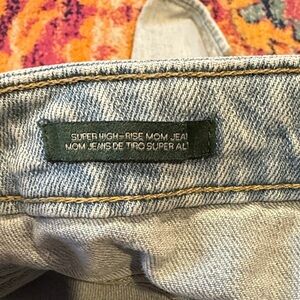 SUPER HIGH-RISE MOM JEA
MOM JEANS DE TIRO SUPER AL